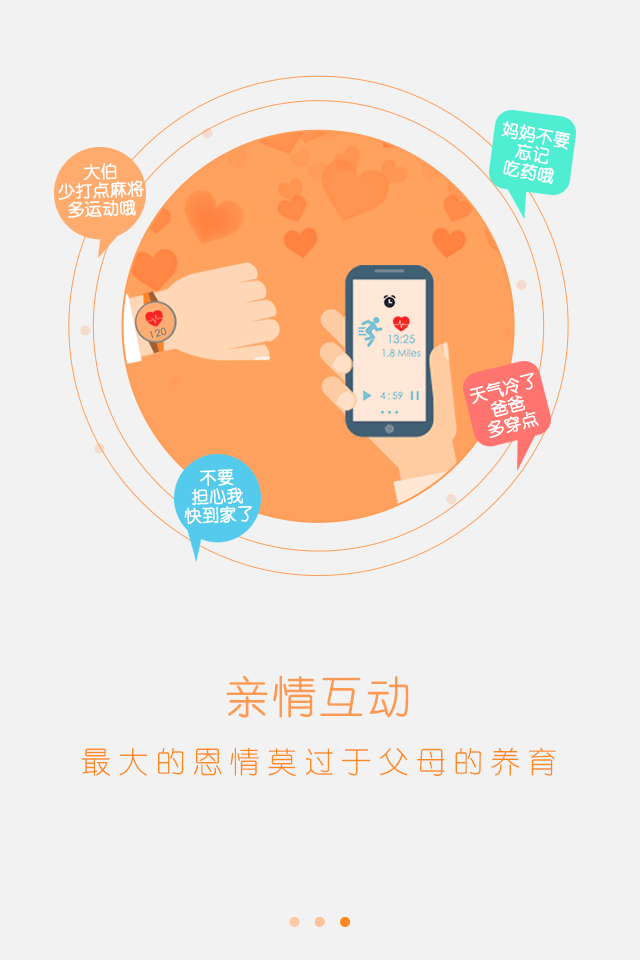 妈妈不要
忘记
吃药哦
大伯
少打点麻将
多运动哦
120
13:25
1.8 Miles
4:59
天气冷了
爸爸
多穿点
不要
担心我
快到家了
亲情互动
最大的恩情莫过于父母的养育